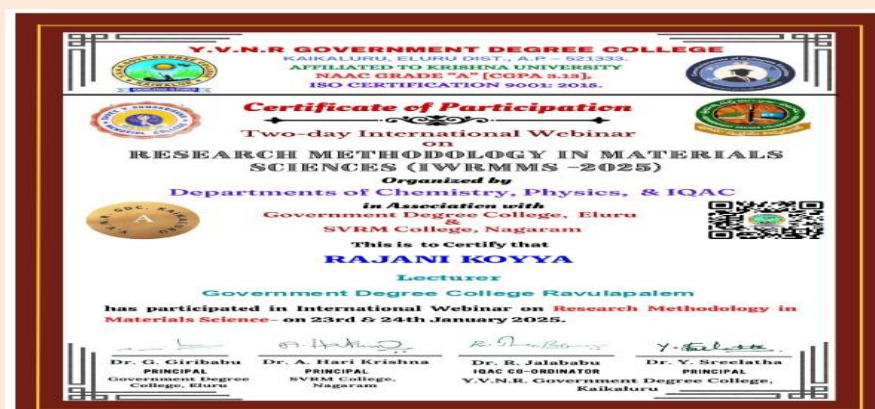 Y.V.N.R GOVERNMENT DEGREE COLLEGE
KAIKALURU, ELURU DIST., A.P – 521333.
AFFILIATED TO KRISHNA UNIVERSITY
NAAC GRADE "A" [CGPA 3.13],
ISO CERTIFICATION 9001: 2015.
Certificate of Participation
Two-day International Webinar
on
RESEARCH METHODOLOGY IN MATERIALS
SCIENCES (IWRMMS -2025)
Organized by
Departments of Chemistry, Physics, & IQAC
in Association with
Government Degree College, Eluru
&
SVRM College, Nagaram
A
This is to Certify that
RAJANI KOYYA
Lecturer
Government Degree College Ravulapalem
has participated in International Webinar on Research Methodology in
Materials Science- on 23rd & 24th January 2025.
Dr. G. Giribabu
PRINCIPAL
Government Degree
College, Eluru
Dr. A. Hari Krishna
PRINCIPAL
SVRM College,
Nagaram
Dr. R. Jalababu
IQAC CO-ORDINATOR
Dr. Y. Sreelatha
PRINCIPAL
Y.V.N.R. Government Degree College,
Kaikaluru